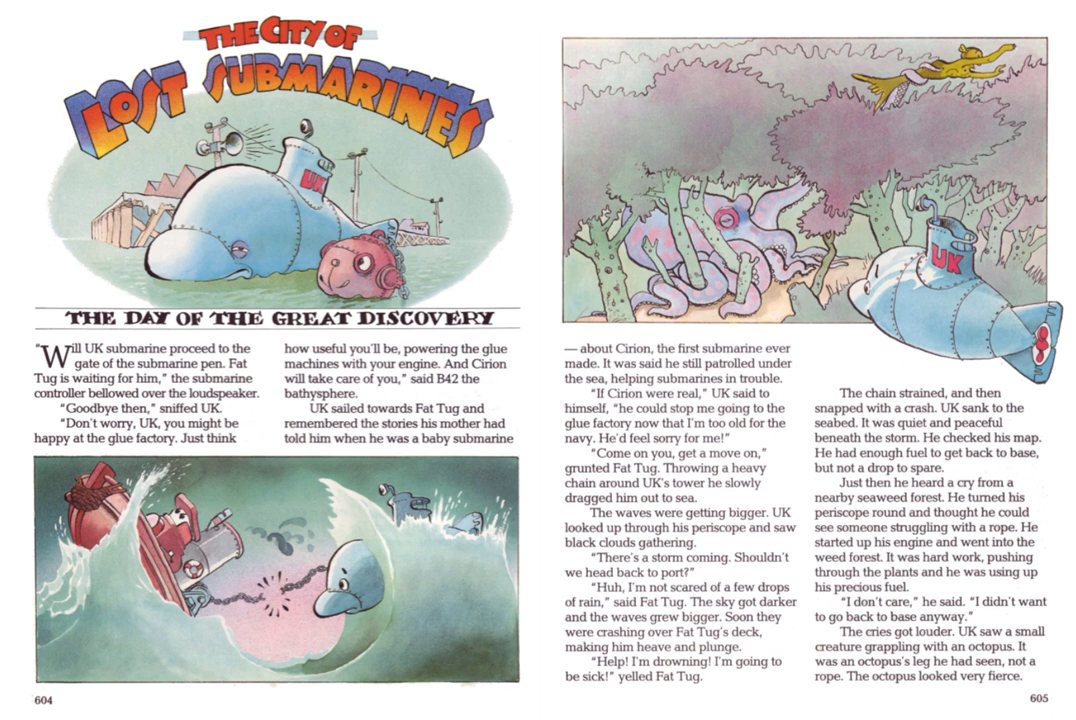 THE CITY OF
LOST SUBMARINES
UK
THE DAY OF THE GREAT DISCOVERY
"Will UK submarine proceed to the
gate of the submarine pen. Fat
Tug is waiting for him," the submarine
controller bellowed over the loudspeaker.
"Goodbye then," sniffed UK.
"Don't worry, UK, you might be
happy at the glue factory. Just think
how useful you'll be, powering the glue
machines with your engine. And Cirion
will take care of you," said B42 the
bathysphere.
UK sailed towards Fat Tug and
remembered the stories his mother had
told him when he was a baby submarine
604
UK
— about Cirion, the first submarine ever
made. It was said he still patrolled under
the sea, helping submarines in trouble.
"If Cirion were real," UK said to
himself, "he could stop me going to the
glue factory now that I'm too old for the
navy. He'd feel sorry for me!"
"Come on you, get a move on,"
grunted Fat Tug. Throwing a heavy
chain around UK's tower he slowly
dragged him out to sea.
The waves were getting bigger. UK
looked up through his periscope and saw
black clouds gathering.
"There's a storm coming. Shouldn't
we head back to port?"
"Huh, I'm not scared of a few drops
of rain," said Fat Tug. The sky got darker
and the waves grew bigger. Soon they
were crashing over Fat Tug's deck,
making him heave and plunge.
"Help! I'm drowning! I'm going to
be sick!" yelled Fat Tug.
The chain strained, and then
snapped with a crash. UK sank to the
seabed. It was quiet and peaceful
beneath the storm. He checked his map.
He had enough fuel to get back to base,
but not a drop to spare.
Just then he heard a cry from a
nearby seaweed forest. He turned his
periscope round and thought he could
see someone struggling with a rope. He
started up his engine and went into the
weed forest. It was hard work, pushing
through the plants and he was using up
his precious fuel.
"I don't care," he said. "I didn't want
to go back to base anyway."
The cries got louder. UK saw a small
creature grappling with an octopus. It
was an octopus's leg he had seen, not a
rope. The octopus looked very fierce.
605